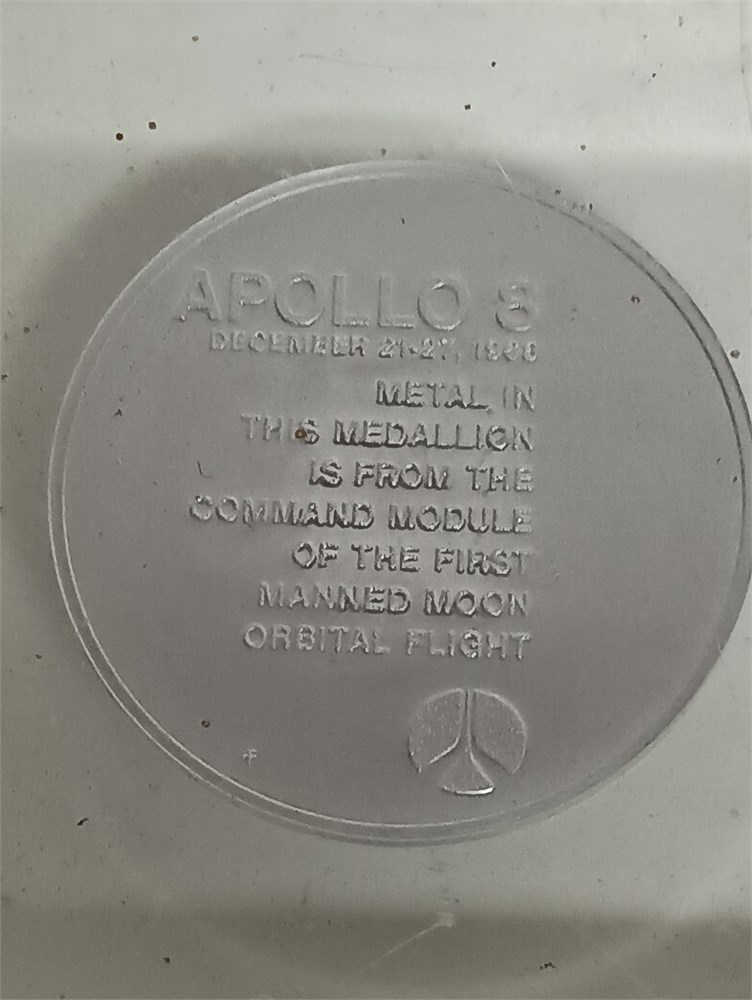 APOLLO 8
DECEMBER 21-27, 1968
METAL IN
THIS MEDALLION
IS FROM THE
COMMAND MODULE
OF THE FIRST
MANNED MOON
ORBITAL FLIGHT